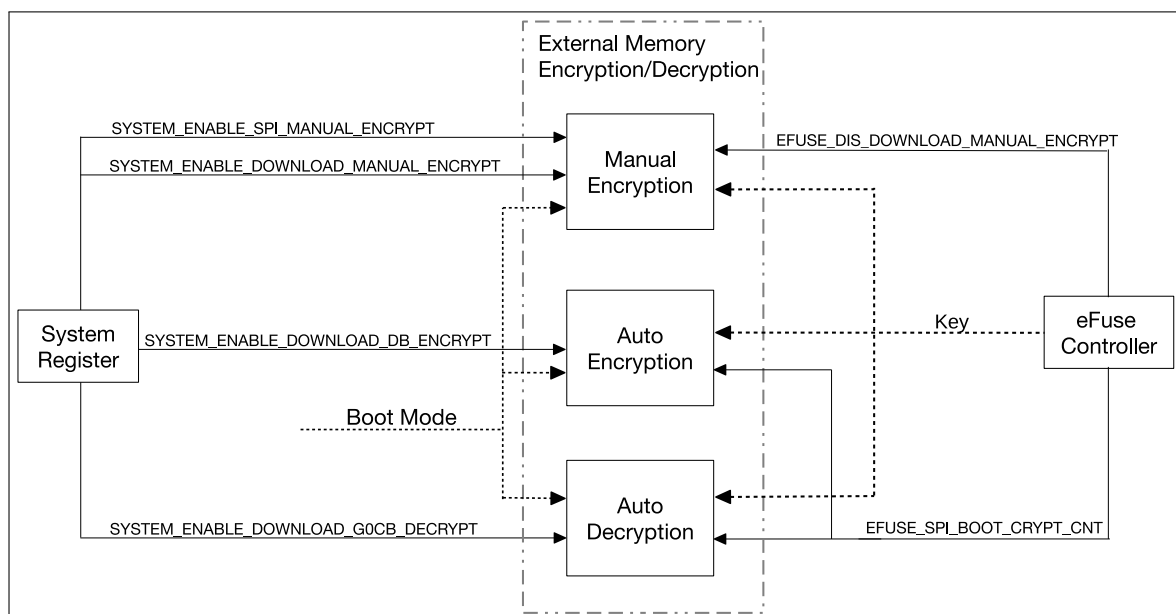 External Memory
Encryption/Decryption
SYSTEM_ENABLE_SPI_MANUAL_ENCRYPT
EFUSE_DIS_DOWNLOAD_MANUAL_ENCRYPT
SYSTEM_ENABLE_DOWNLOAD_MANUAL_ENCRYPT
Manual
Encryption
System
Register
SYSTEM_ENABLE_DOWNLOAD_DB_ENCRYPT
Auto
Encryption
Key
eFuse
Controller
Boot Mode
Auto
Decryption
SYSTEM_ENABLE_DOWNLOAD_G0CB_DECRYPT
EFUSE_SPI_BOOT_CRYPT_CNT